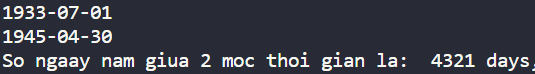 1933-07-01
1945-04-30
So ngaay nam giua 2 moc thoi gian la:  4321 days,